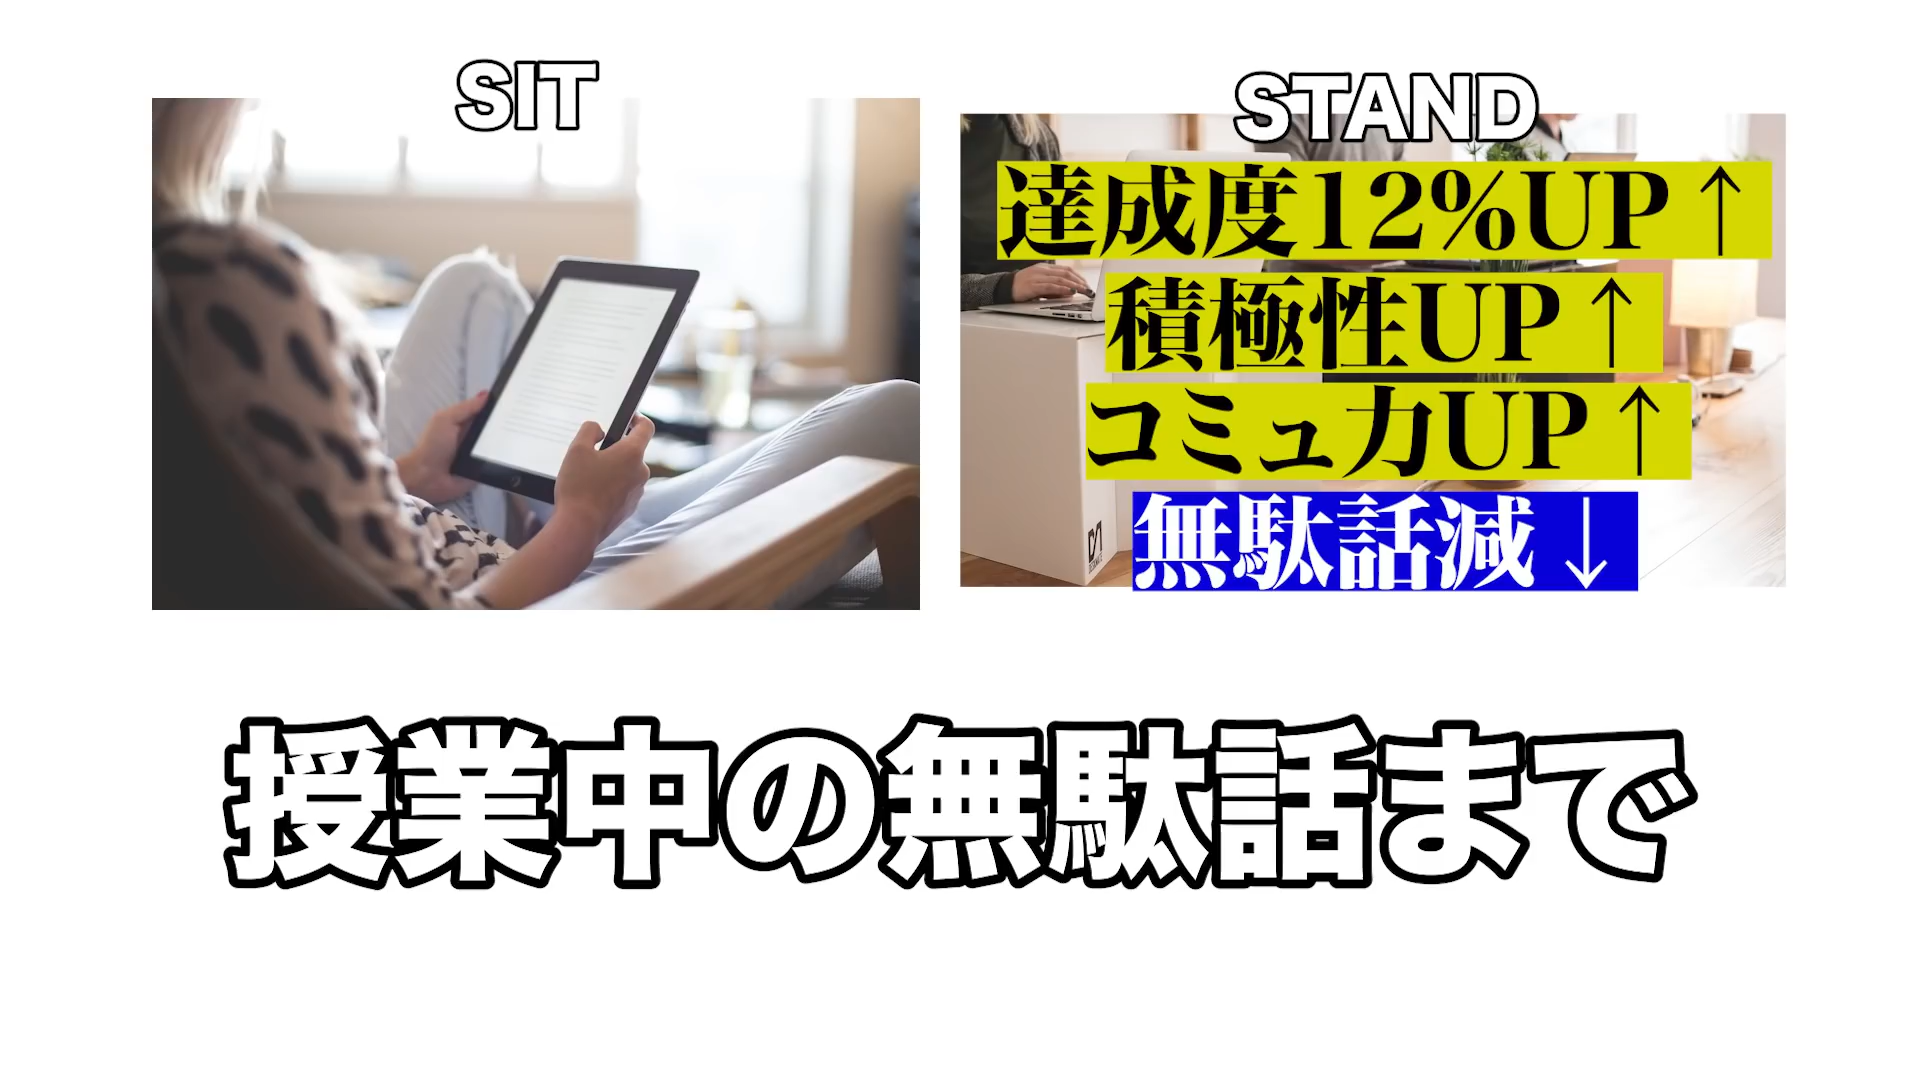 SIT
STAND
達成度12%UP↑
積極性UP↑
コミュ力UP↑
無駄話減↓
授業中の無駄話まで